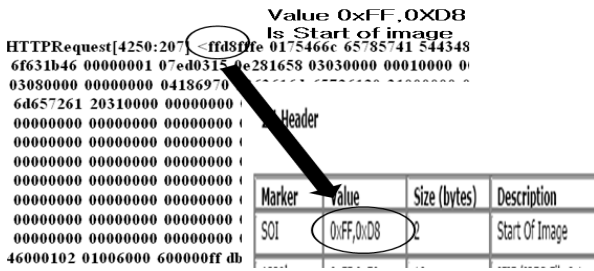 Value 0xFF,0XD8
Is Start of image
HTTPRequest[4250:207] <ffd8fffe 0175466c 65785741 544348
6f631b46 00000001 07ed0315 0e281658 03030000 00010000
03080000 00000000 04186970
6d657261 20310000 00000000
00000000 00000000 00000000
00000000 00000000 00000000
00000000 00000000 00000000
00000000 00000000 00000000
00000000 00000000 00000000
00000000 00000000 00000000
00000000 00000000 00000000
46000102 01006000 600000ff db
Header
Marker Value Size (bytes) Description
SOI 0xFF,0xD8 2 Start Of Image